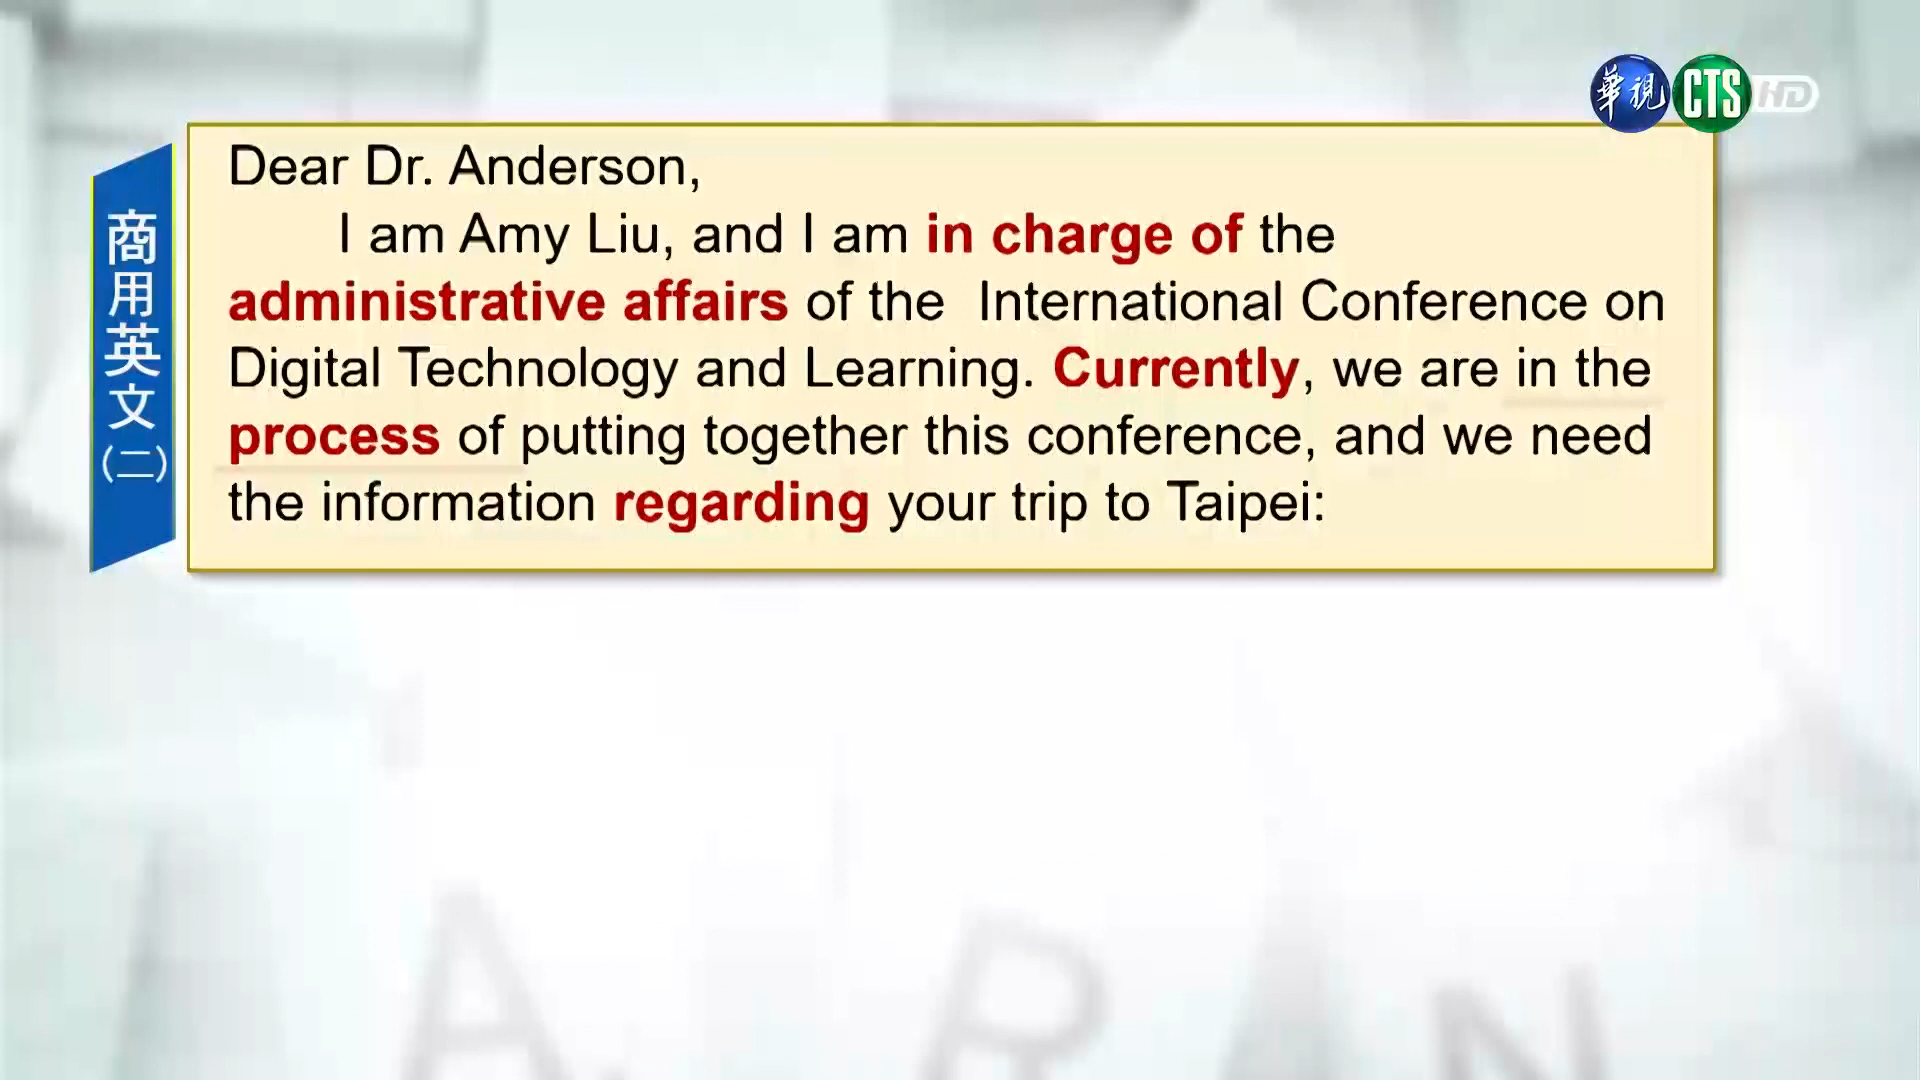 華視 CTS HD
商用英文(二)
Dear Dr. Anderson,
I am Amy Liu, and I am in charge of the
administrative affairs of the International Conference on
Digital Technology and Learning. Currently, we are in the
process of putting together this conference, and we need
the information regarding your trip to Taipei:
A R N